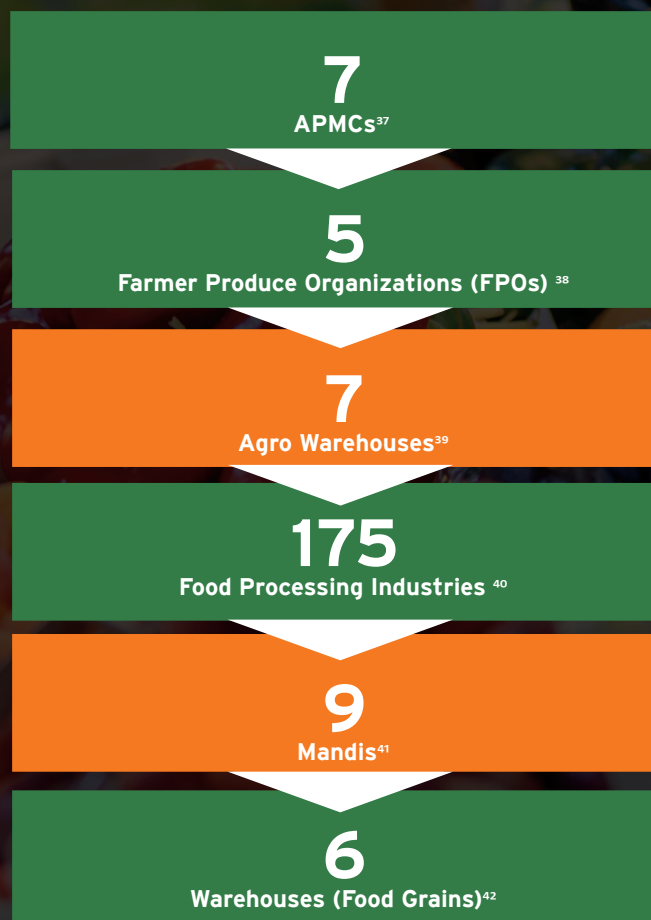 7
APMCs³⁷
5
Farmer Produce Organizations (FPOs) ³⁸
7
Agro Warehouses³⁹
175
Food Processing Industries ⁴⁰
9
Mandis⁴¹
6
Warehouses (Food Grains)⁴²